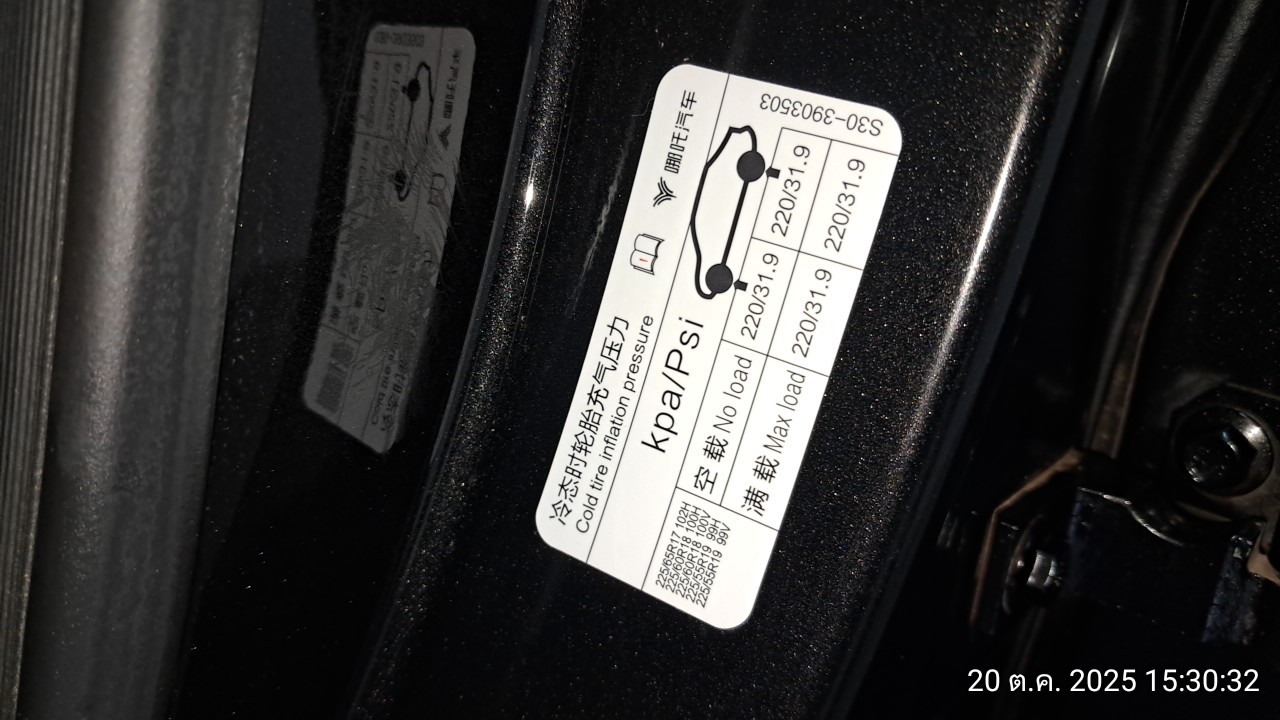 冷态时轮胎充气压力
Cold tire inflation pressure
哪吒汽车
kpa/Psi
S30-3903503
225/65R17 102H
225/60R18 100H
225/60R18 100V
225/55R19 99H
225/55R19 99V
空 载 No load 220/31.9 220/31.9
满 载 Max load 220/31.9 220/31.9
20 ต.ค. 2025 15:30:32